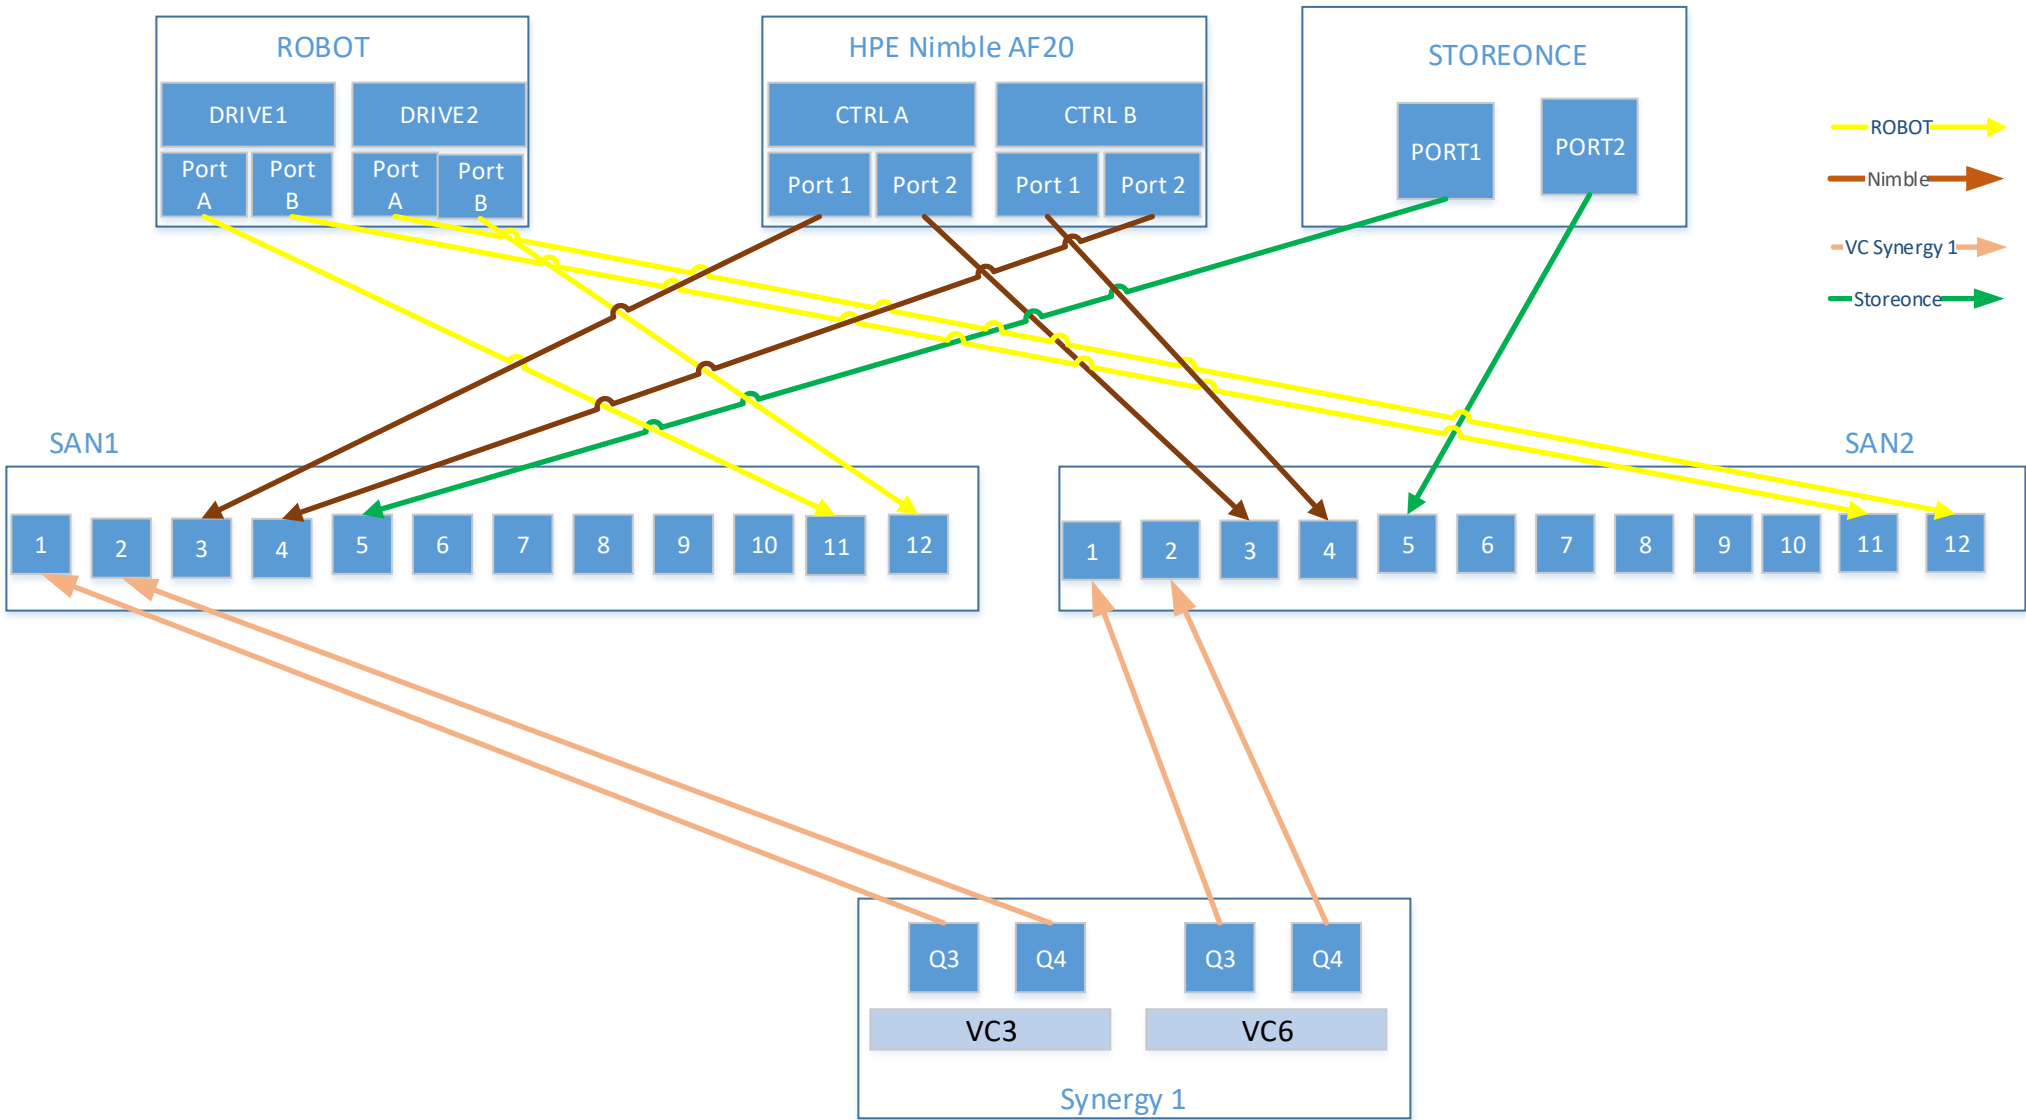 ROBOT
DRIVE1
DRIVE2
Port
A
Port
B
Port
A
Port
B
HPE Nimble AF20
CTRL A
CTRL B
Port 1
Port 2
Port 1
Port 2
STOREONCE
PORT1
PORT2
ROBOT
Nimble
VC Synergy 1
Storeonce
SAN1
1
2
3
4
5
6
7
8
9
10
11
12
SAN2
1
2
3
4
5
6
7
8
9
10
11
12
Q3
Q4
Q3
Q4
VC3
VC6
Synergy 1